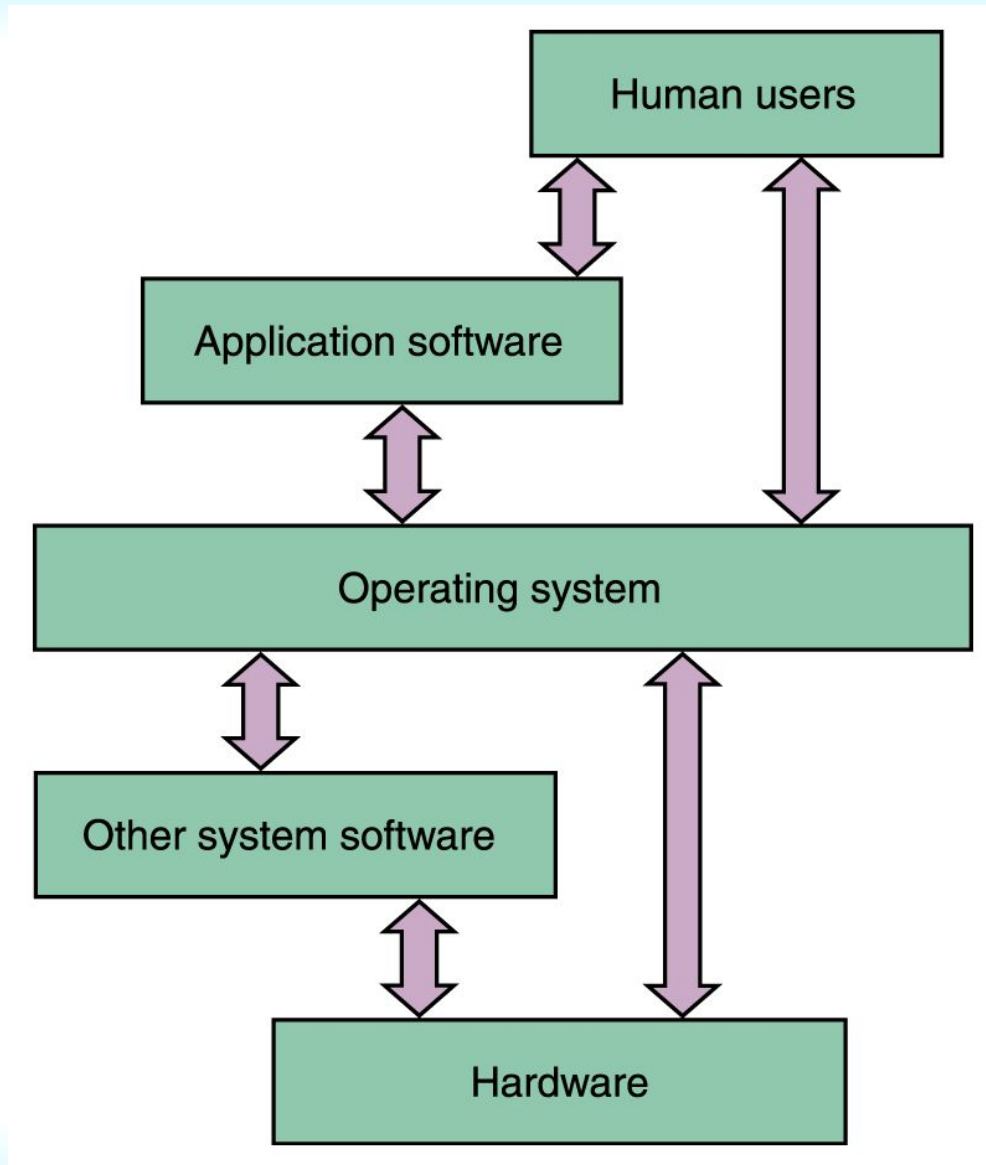 Human users
Application software
Operating system
Other system software
Hardware